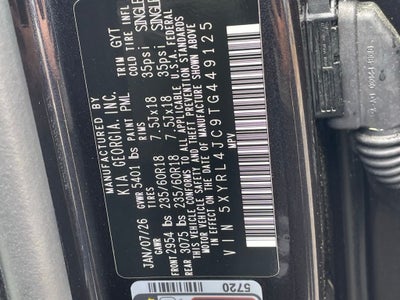 MANUFACTURED BY
KIA GEORGIA, INC.
JAN/07/26 PAINT PML TRIM GYT
GVWR 5401 lbs
GAWR TIRES RIMS COLD TIRE INFL
FRONT 2954 lbs 235/60R18 7.5Jx18 35psi SINGLE
REAR 3075 lbs 235/60R18 7.5Jx18 35psi SINGLE
THIS VEHICLE CONFORMS TO ALL APPLICABLE U.S. FEDERAL
MOTOR VEHICLE SAFETY AND THEFT PREVENTION STANDARDS
IN EFFECT ON THE DATE OF MANUFACTURE SHOWN ABOVE
VIN 5XYRL4JC9TG449125
MPV
5720